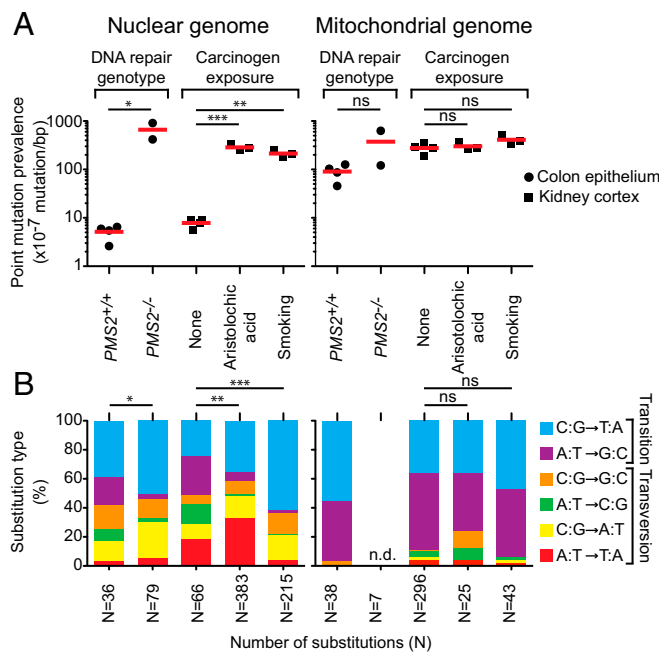 A
Nuclear genome
Mitochondrial genome
DNA repair genotype
Carcinogen exposure
DNA repair genotype
Carcinogen exposure
*
**
***
ns
ns
ns
Point mutation prevalence (x10-7 mutation/bp)
1000
100
10
1
Colon epithelium
Kidney cortex
PMS2+/+
PMS2-/-
None
Aristolochic acid
Smoking
PMS2+/+
PMS2-/-
None
Arisotolochic acid
Smoking
B
*
***
**
ns
ns
Substitution type (%)
100
80
60
40
20
0
n.d.
C:G→T:A
A:T→G:C
C:G→G:C
A:T→C:G
C:G→A:T
A:T→T:A
Transition
Transversion
N=36
N=79
N=66
N=383
N=215
N=38
N=7
N=296
N=25
N=43
Number of substitutions (N)